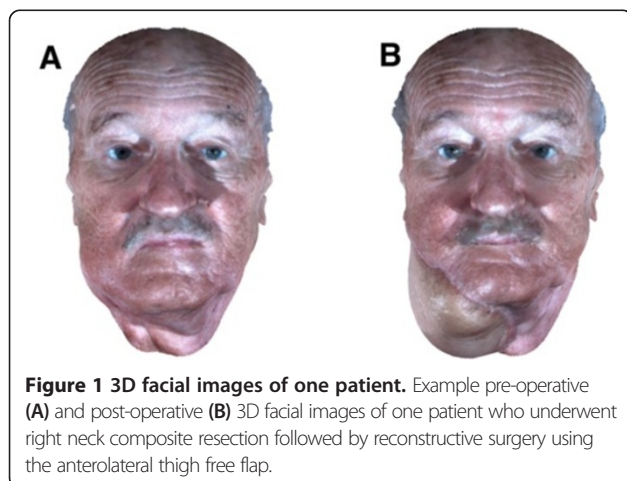 A
B
Figure 1 3D facial images of one patient. Example pre-operative
(A) and post-operative (B) 3D facial images of one patient who underwent
right neck composite resection followed by reconstructive surgery using
the anterolateral thigh free flap.